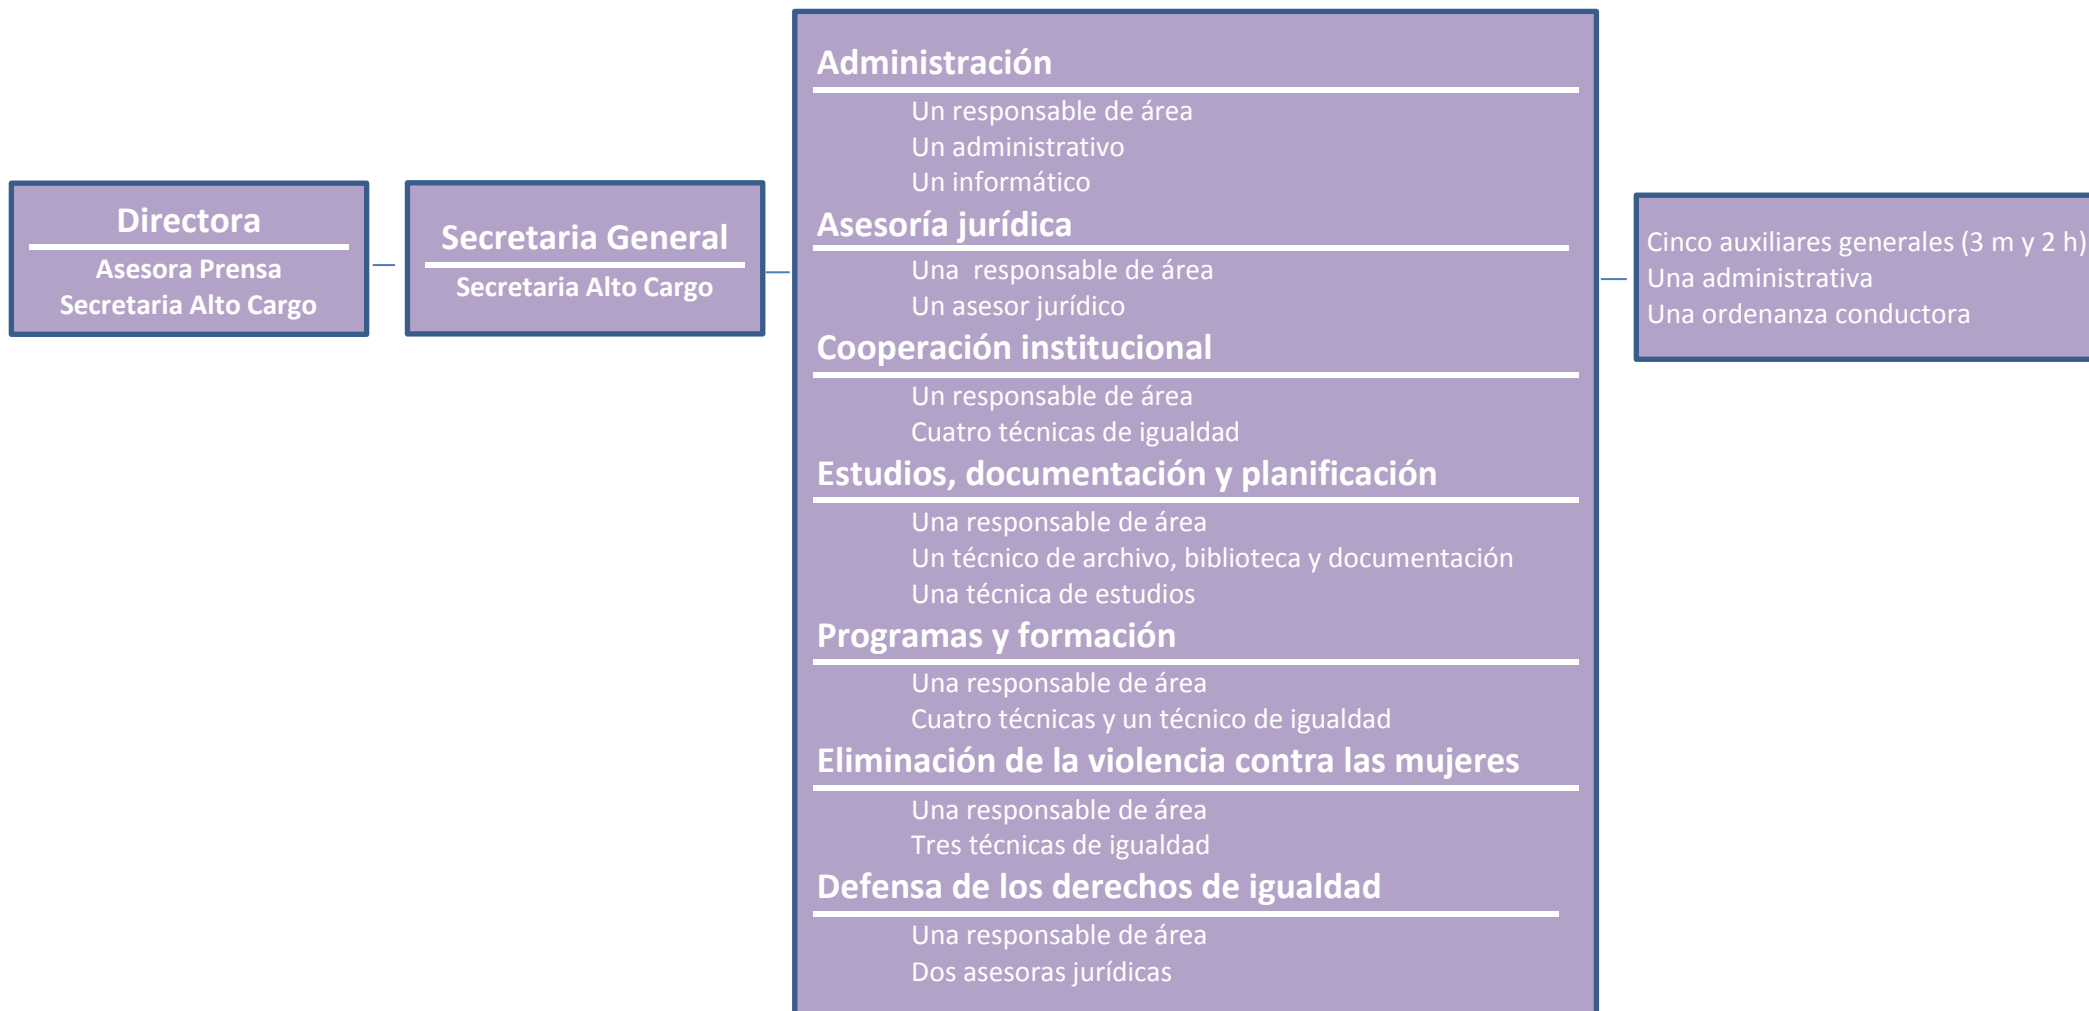 Directora
Asesora Prensa
Secretaria Alto Cargo
Secretaria General
Secretaria Alto Cargo
Administración
Un responsable de área
Un administrativo
Un informático
Asesoría jurídica
Una  responsable de área
Un asesor jurídico
Cooperación institucional
Un responsable de área
Cuatro técnicas de igualdad
Estudios, documentación y planificación
Una responsable de área
Un técnico de archivo, biblioteca y documentación
Una técnica de estudios
Programas y formación
Una responsable de área
Cuatro técnicas y un técnico de igualdad
Eliminación de la violencia contra las mujeres
Una responsable de área
Tres técnicas de igualdad
Defensa de los derechos de igualdad
Una responsable de área
Dos asesoras jurídicas
Cinco auxiliares generales (3 m y 2 h)
Una administrativa
Una ordenanza conductora